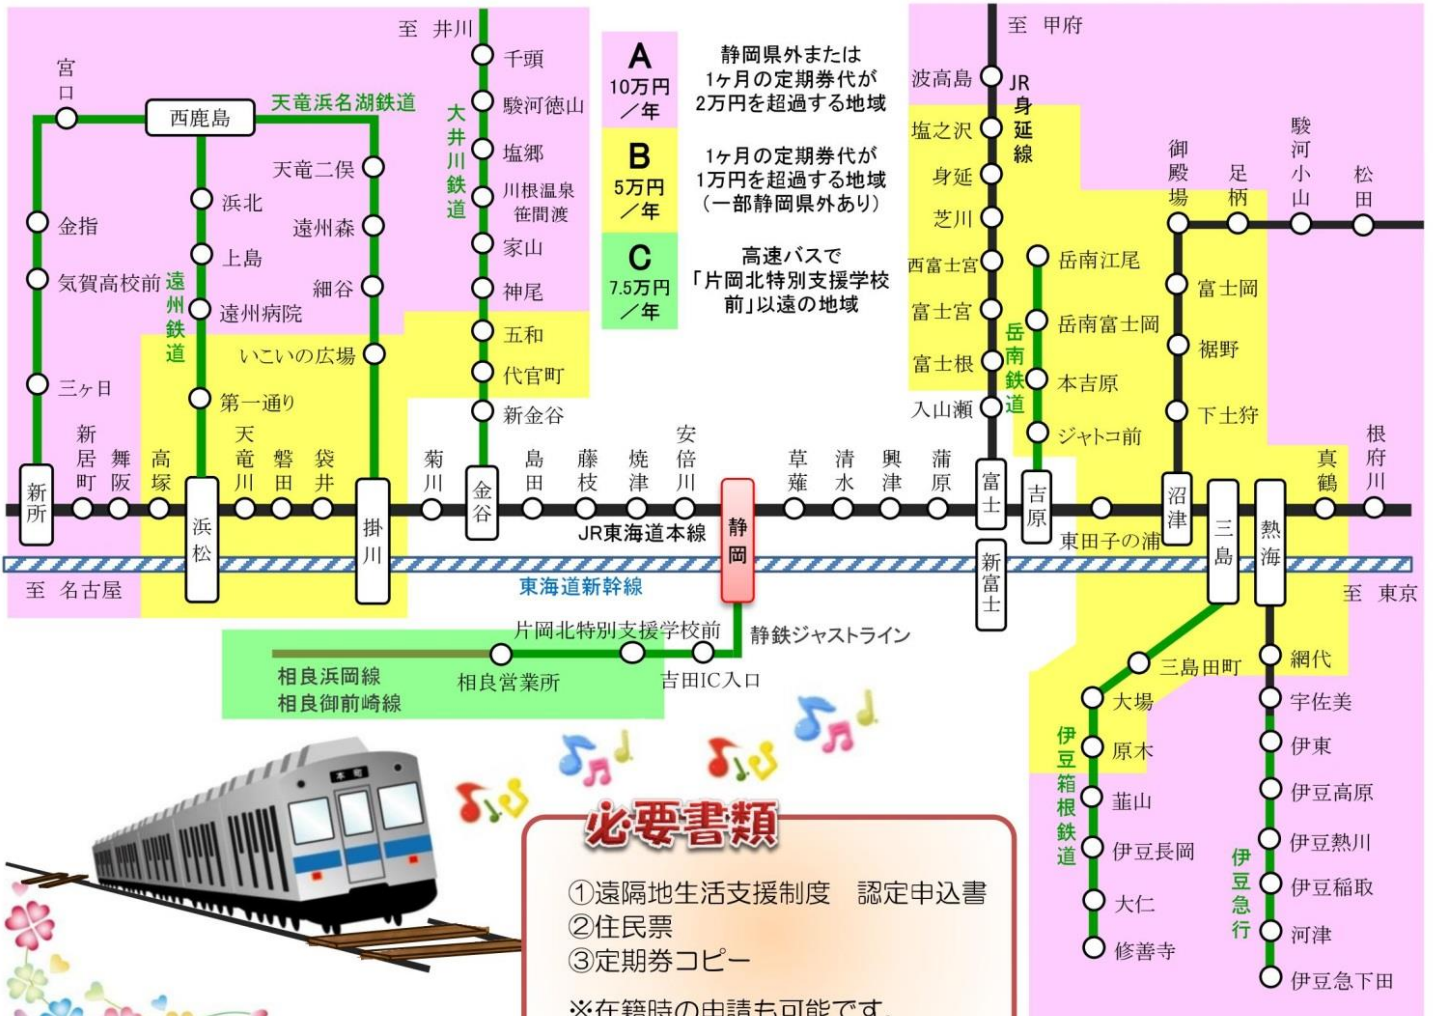 至 井川
千頭
駿河徳山
塩郷
川根温泉
笹間渡
家山
神尾
五和
代官町
新金谷
大井川鉄道
宮口
西鹿島
天竜浜名湖鉄道
金指
気賀高校前
三ヶ日
浜北
上島
遠州病院
第一通り
遠州鉄道
天竜二俣
遠州森
細谷
いこいの広場
A
10万円
/年
静岡県外または
1ヶ月の定期券代が
2万円を超過する地域
B
5万円
/年
1ヶ月の定期券代が
1万円を超過する地域
(一部静岡県外あり)
C
7.5万円
/年
高速バスで
「片岡北特別支援学校
前」以遠の地域
至 甲府
波高島
塩之沢
身延
芝川
西富士宮
富士宮
富士根
入山瀬
JR身延線
岳南江尾
岳南富士岡
本吉原
ジャトコ前
岳南鉄道
御殿場
足柄
駿河小山
松田
富士岡
裾野
下土狩
新所
新居町
舞阪
高塚
浜松
天竜川
磐田
袋井
掛川
菊川
金谷
島田
藤枝
焼津
安倍川
静岡
草薙
清水
興津
蒲原
富士
吉原
東田子の浦
沼津
三島
熱海
真鶴
根府川
JR東海道本線
新富士
至 名古屋
東海道新幹線
至 東京
片岡北特別支援学校前
静鉄ジャストライン
相良浜岡線
相良御前崎線
相良営業所
吉田IC入口
三島田町
大場
原木
韮山
伊豆長岡
大仁
修善寺
伊豆箱根鉄道
網代
宇佐美
伊東
伊豆高原
伊豆熱川
伊豆稲取
河津
伊豆急下田
伊豆急行
本町
必要書類
①遠隔地生活支援制度 認定申込書
②住民票
③定期券コピー
※在籍時の申請も可能です。